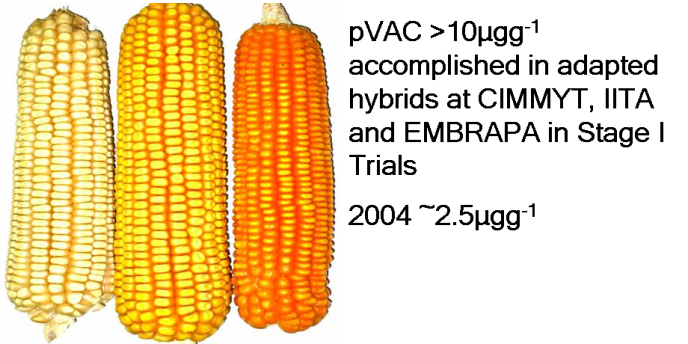 pVAC >10µgg⁻¹
accomplished in adapted
hybrids at CIMMYT, IITA
and EMBRAPA in Stage I
Trials
2004 ~2.5µgg⁻¹